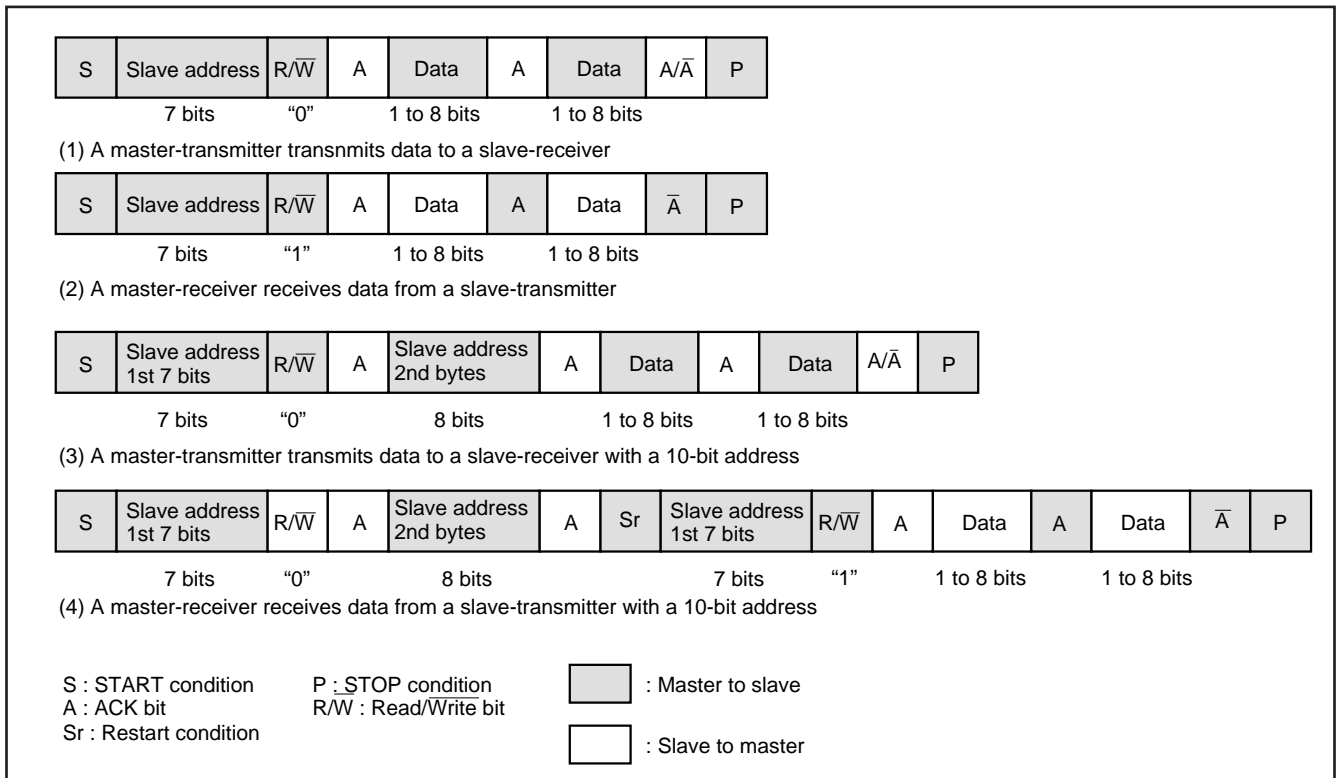 S Slave address R/W̅ A Data A Data A/A̅ P
7 bits “0” 1 to 8 bits 1 to 8 bits
(1) A master-transmitter transnmits data to a slave-receiver
S Slave address R/W̅ A Data A Data A̅ P
7 bits “1” 1 to 8 bits 1 to 8 bits
(2) A master-receiver receives data from a slave-transmitter
S Slave address 1st 7 bits R/W̅ A Slave address 2nd bytes A Data A Data A/A̅ P
7 bits “0” 8 bits 1 to 8 bits 1 to 8 bits
(3) A master-transmitter transmits data to a slave-receiver with a 10-bit address
S Slave address 1st 7 bits R/W̅ A Slave address 2nd bytes A Sr Slave address 1st 7 bits R/W̅ A Data A Data A̅ P
7 bits “0” 8 bits 7 bits “1” 1 to 8 bits 1 to 8 bits
(4) A master-receiver receives data from a slave-transmitter with a 10-bit address
S : START condition
A : ACK bit
Sr : Restart condition
P : STOP condition
R/W̅ : Read/W̅r̅i̅t̅e̅ bit
: Master to slave
: Slave to master